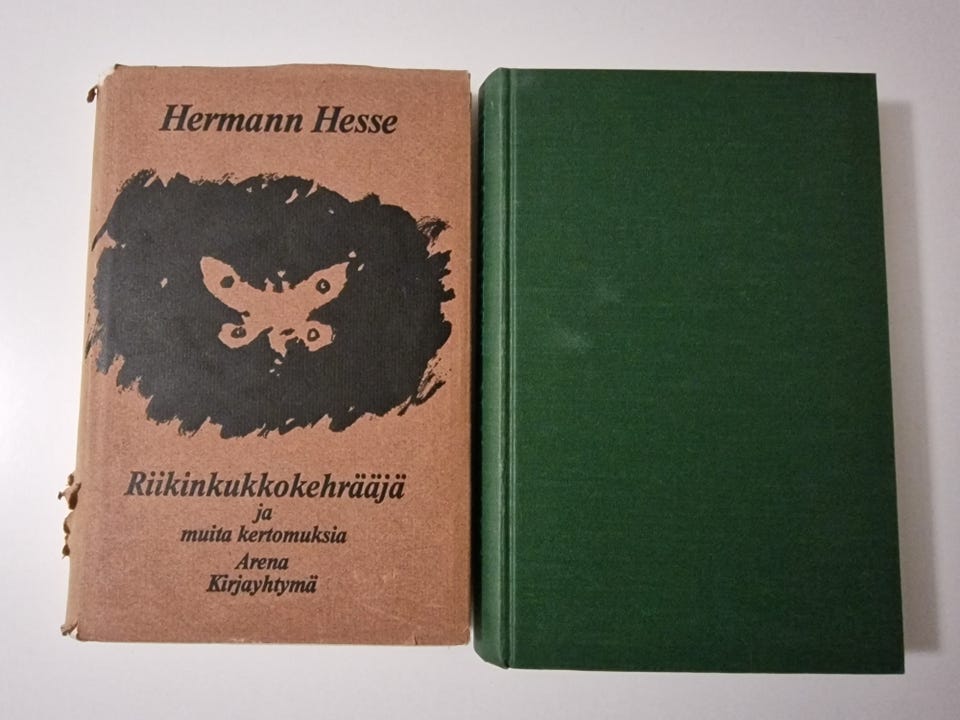 Hermann Hesse
Riikinkukkokehrääjä
ja
muita kertomuksia
Arena
Kirjayhtymä